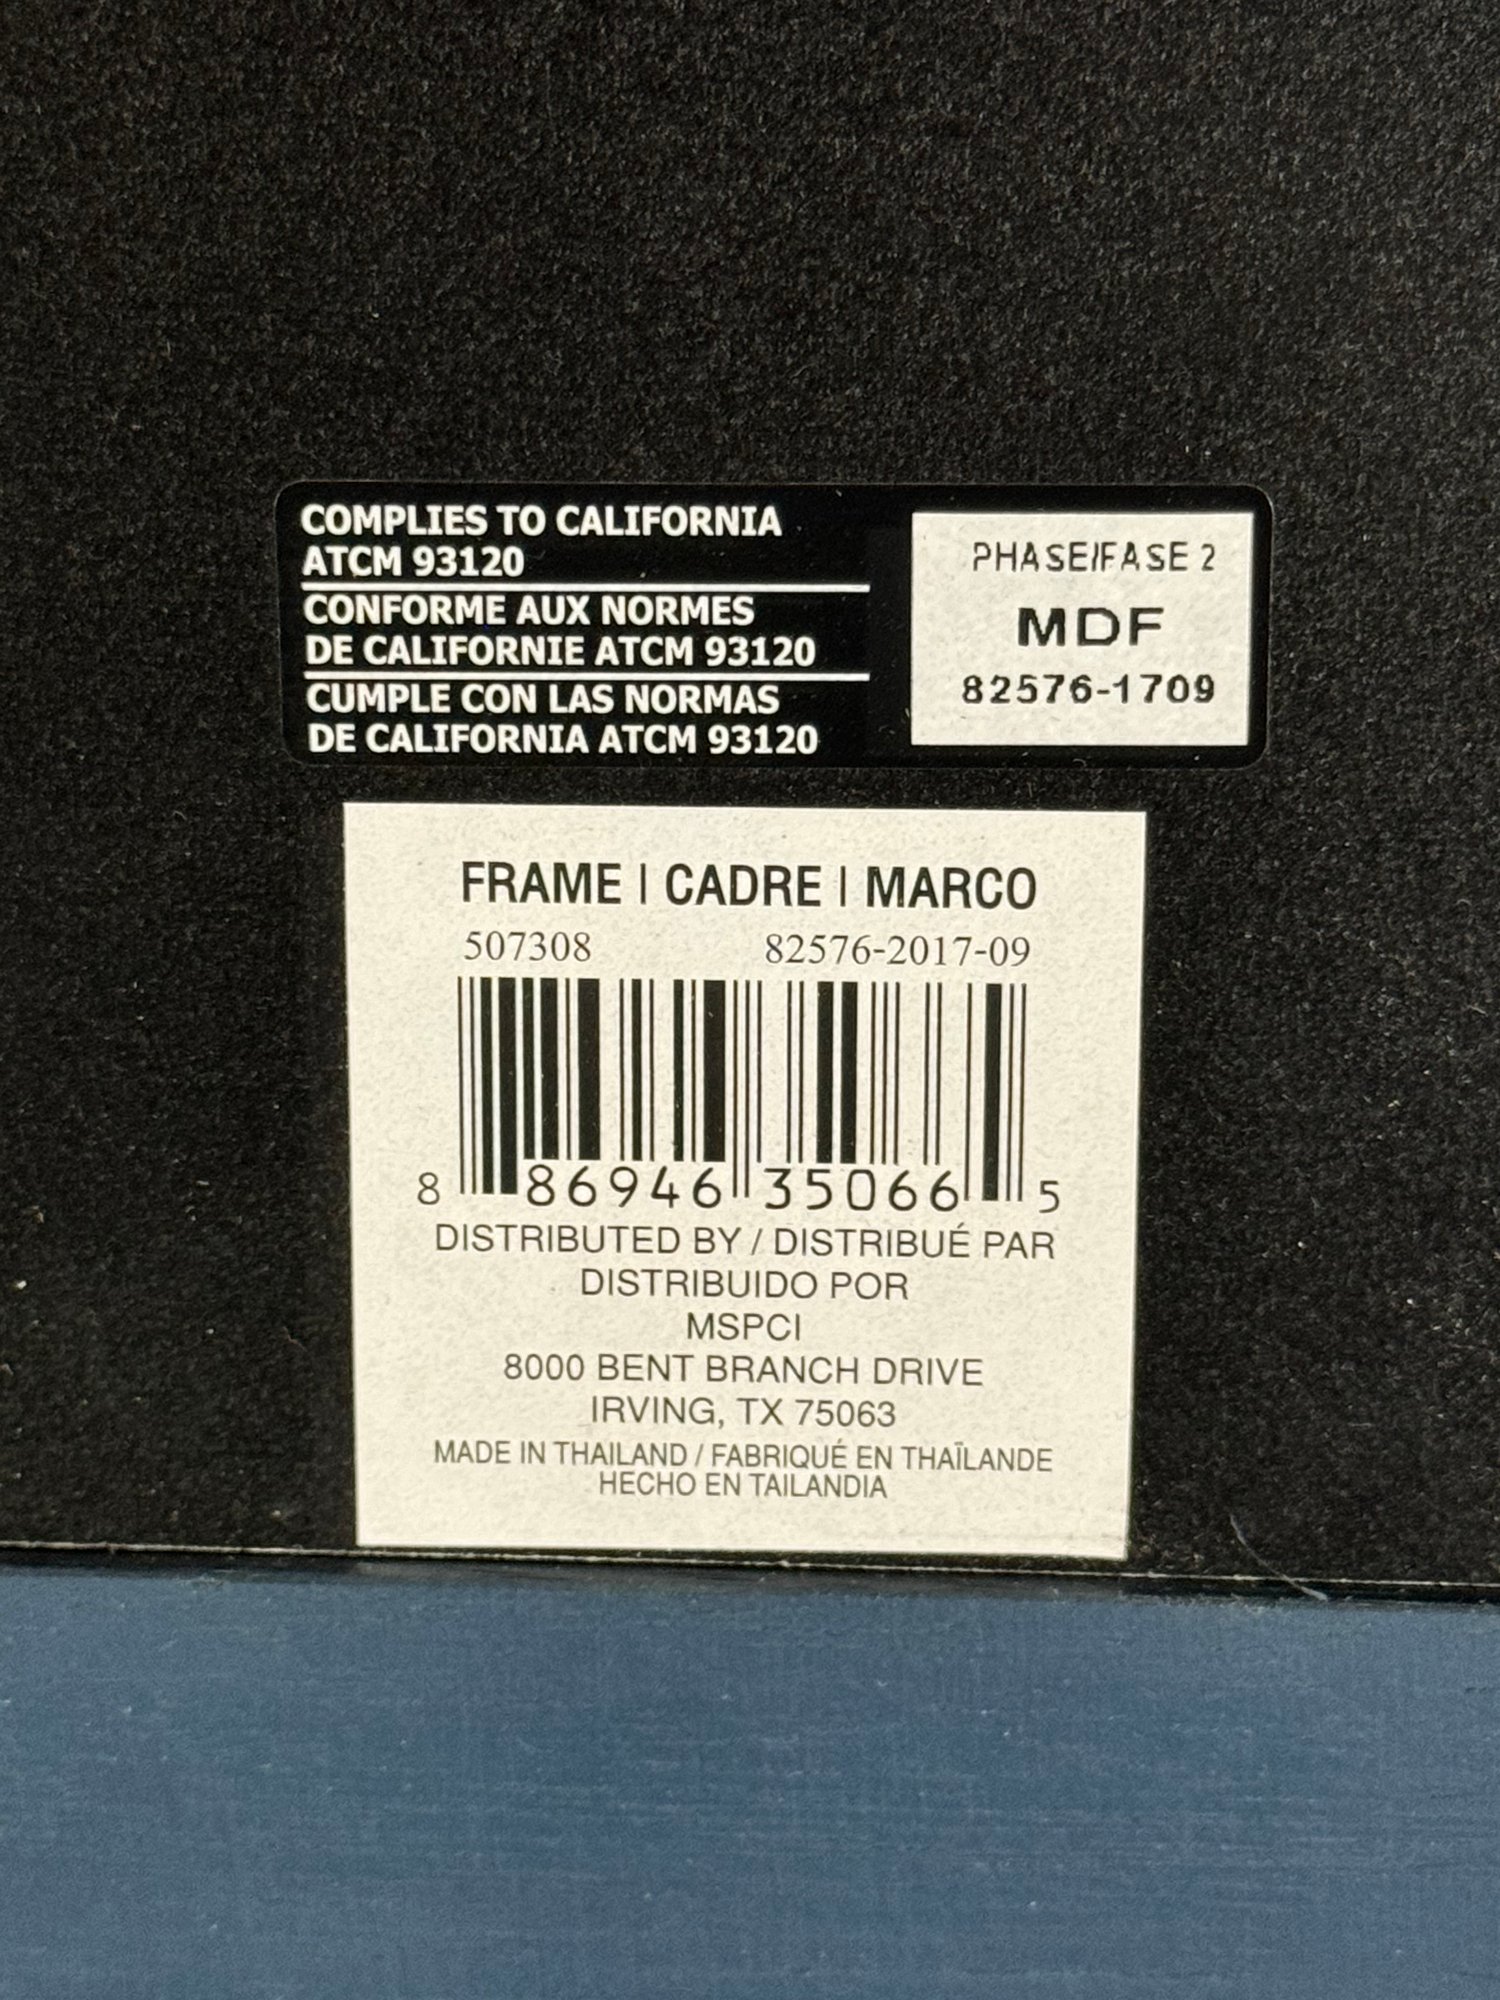 COMPLIES TO CALIFORNIA
ATCM 93120
CONFORME AUX NORMES
DE CALIFORNIE ATCM 93120
CUMPLE CON LAS NORMAS
DE CALIFORNIA ATCM 93120
PHASE/FASE 2
MDF
82576-1709
FRAME | CADRE | MARCO
507308 82576-2017-09
8 86946 35066 5
DISTRIBUTED BY / DISTRIBUÉ PAR
DISTRIBUIDO POR
MSPCI
8000 BENT BRANCH DRIVE
IRVING, TX 75063
MADE IN THAILAND / FABRIQUÉ EN THAÏLANDE
HECHO EN TAILANDIA